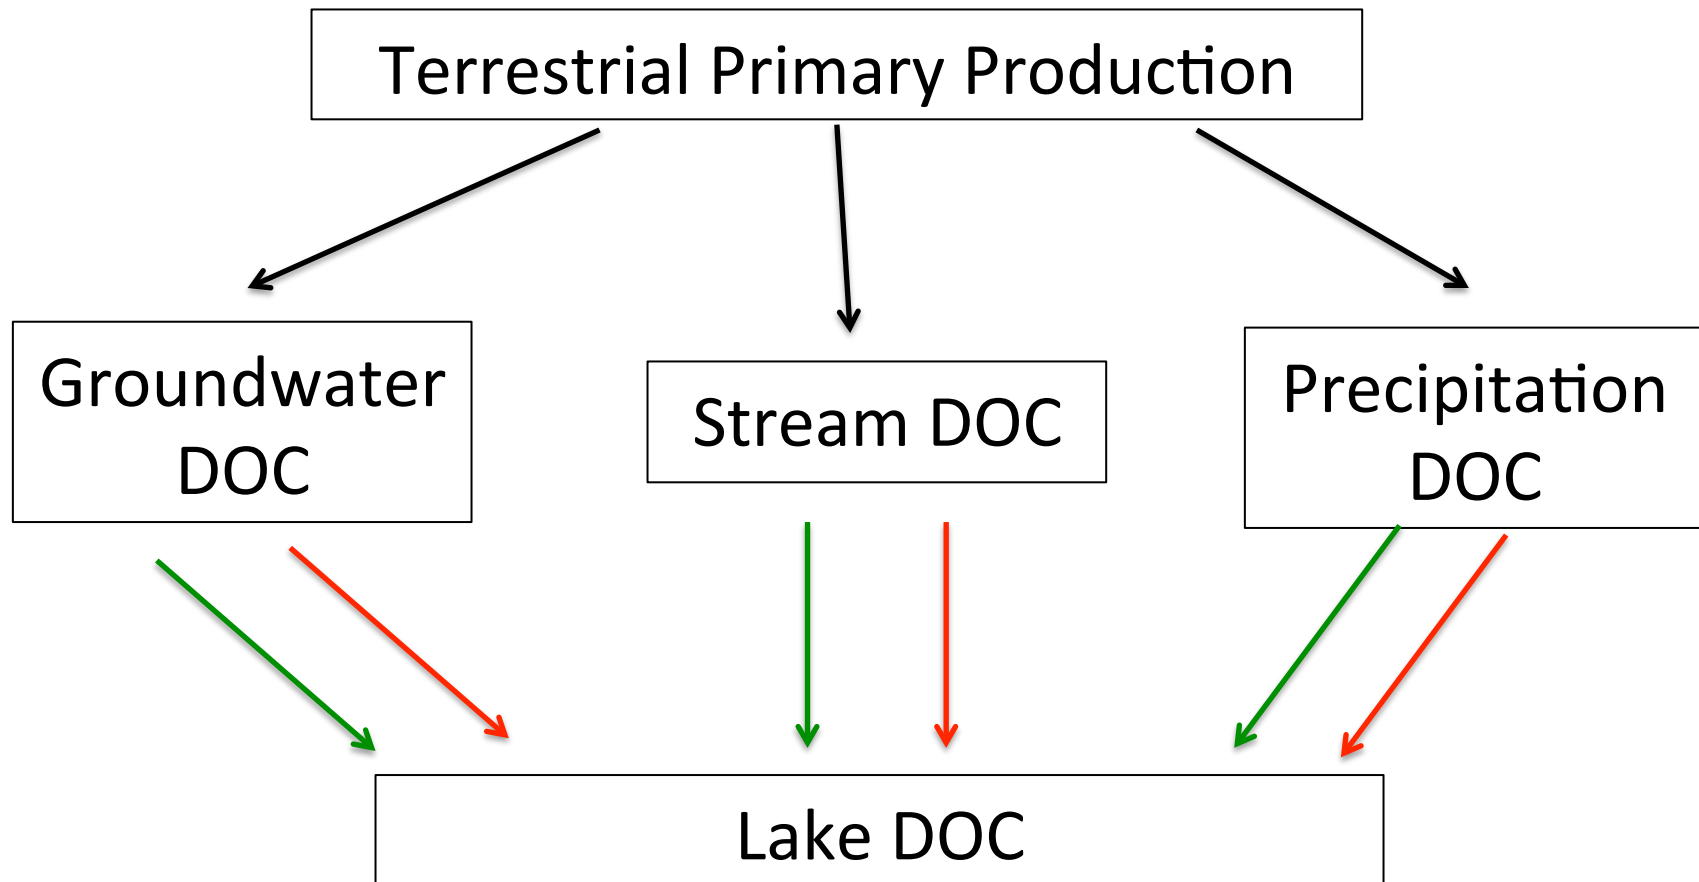 Terrestrial Primary Production
Groundwater
DOC
Stream DOC
Precipitation
DOC
Lake DOC